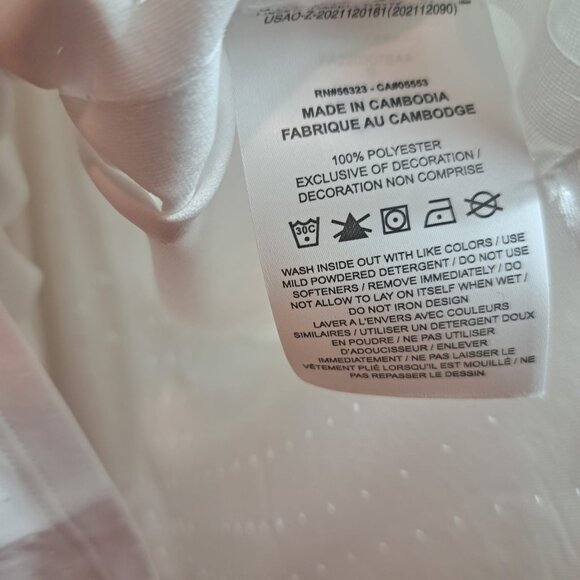 USAO-Z-2021120161(202112090)
RN#56323 - CA#05553
MADE IN CAMBODIA
FABRIQUE AU CAMBODGE
100% POLYESTER
EXCLUSIVE OF DECORATION /
DECORATION NON COMPRISE
30C
WASH INSIDE OUT WITH LIKE COLORS / USE
MILD POWDERED DETERGENT / DO NOT USE
SOFTENERS / REMOVE IMMEDIATELY / DO
NOT ALLOW TO LAY ON ITSELF WHEN WET /
DO NOT IRON DESIGN
LAVER A L'ENVERS AVEC COULEURS
SIMILAIRES / UTILISER UN DETERGENT DOUX
EN POUDRE / NE PAS UTILISER
D'ADOUCISSEUR / ENLEVER
IMMEDIATEMENT / NE PAS LAISSER LE
VÊTEMENT PLIÉ LORSQU'IL EST MOUILLÉ / NE
PAS REPASSER LE DESSIN.